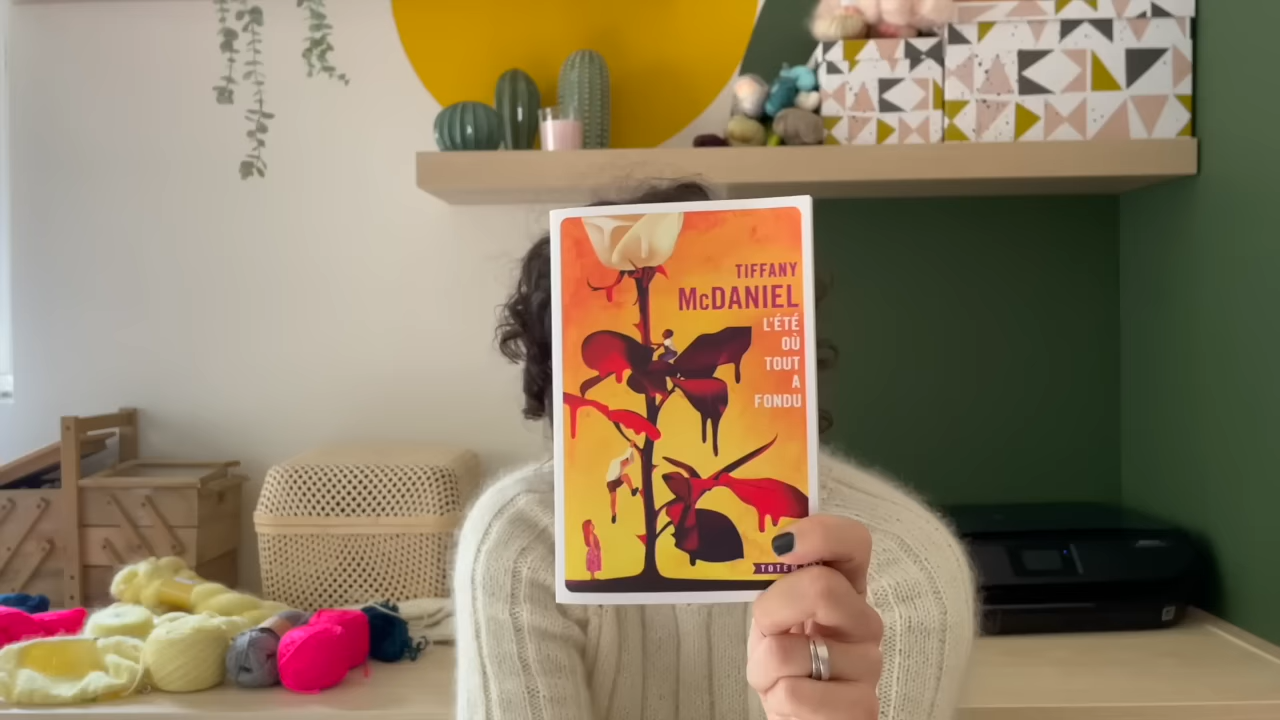 TIFFANY
McDANIEL
L'ÉTÉ
OÙ
TOUT
A
FONDU